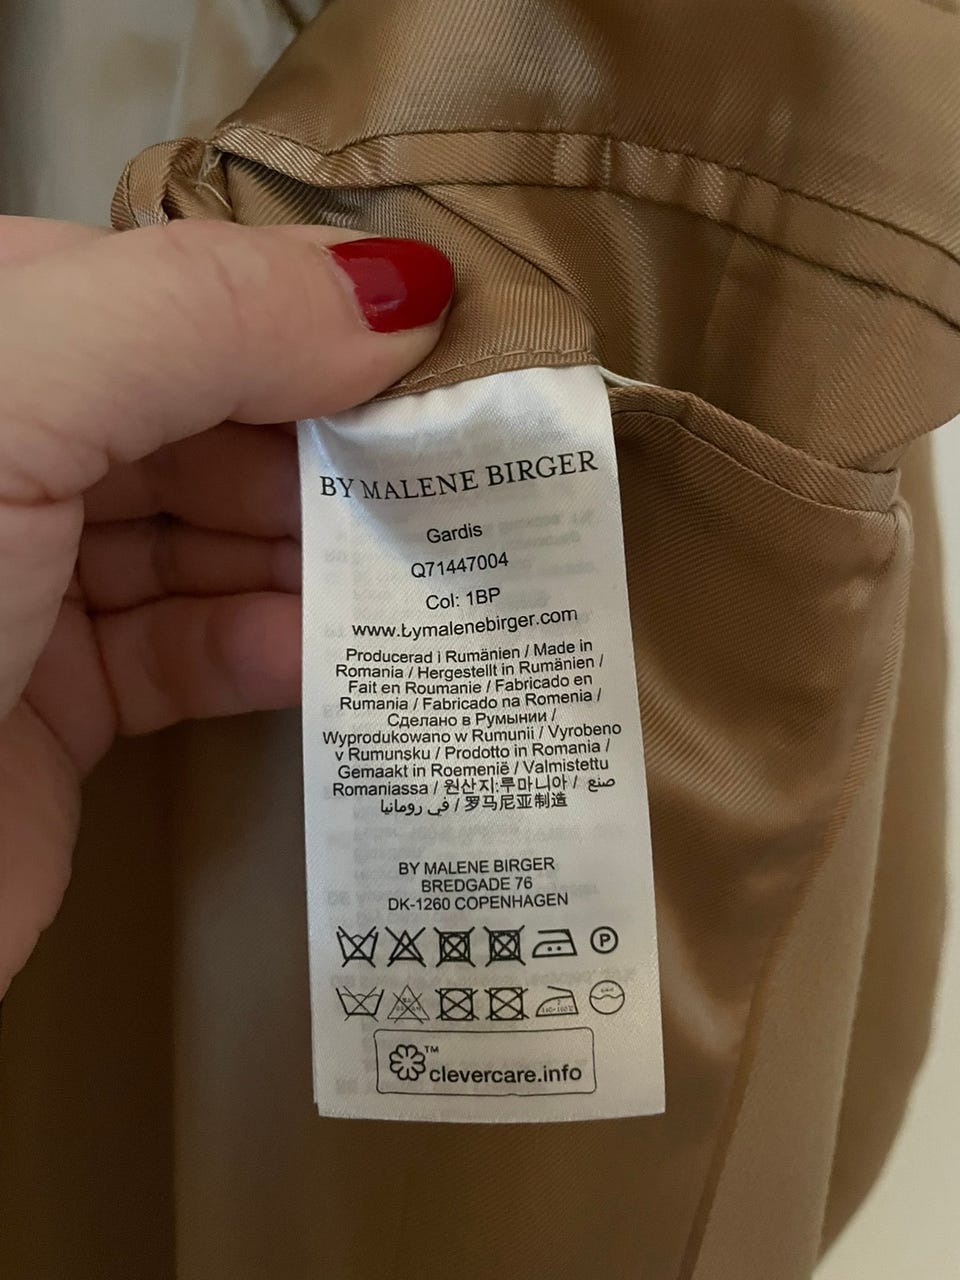 BY MALENE BIRGER
Gardis
Q71447004
Col: 1BP
www.bymalenebirger.com
Producerad i Rumänien / Made in
Romania / Hergestellt in Rumänien /
Fait en Roumanie / Fabricado en
Rumania / Fabricado na Romenia /
Сделано в Румынии /
Wyprodukowano w Rumunii / Vyrobeno
v Rumunsku / Prodotto in Romania /
Gemaakt in Roemenië / Valmistettu
Romaniassa / 원산지:루마니아 / صنع
في رومانيا / 罗马尼亚制造
BY MALENE BIRGER
BREDGADE 76
DK-1260 COPENHAGEN
P
TM
clevercare.info